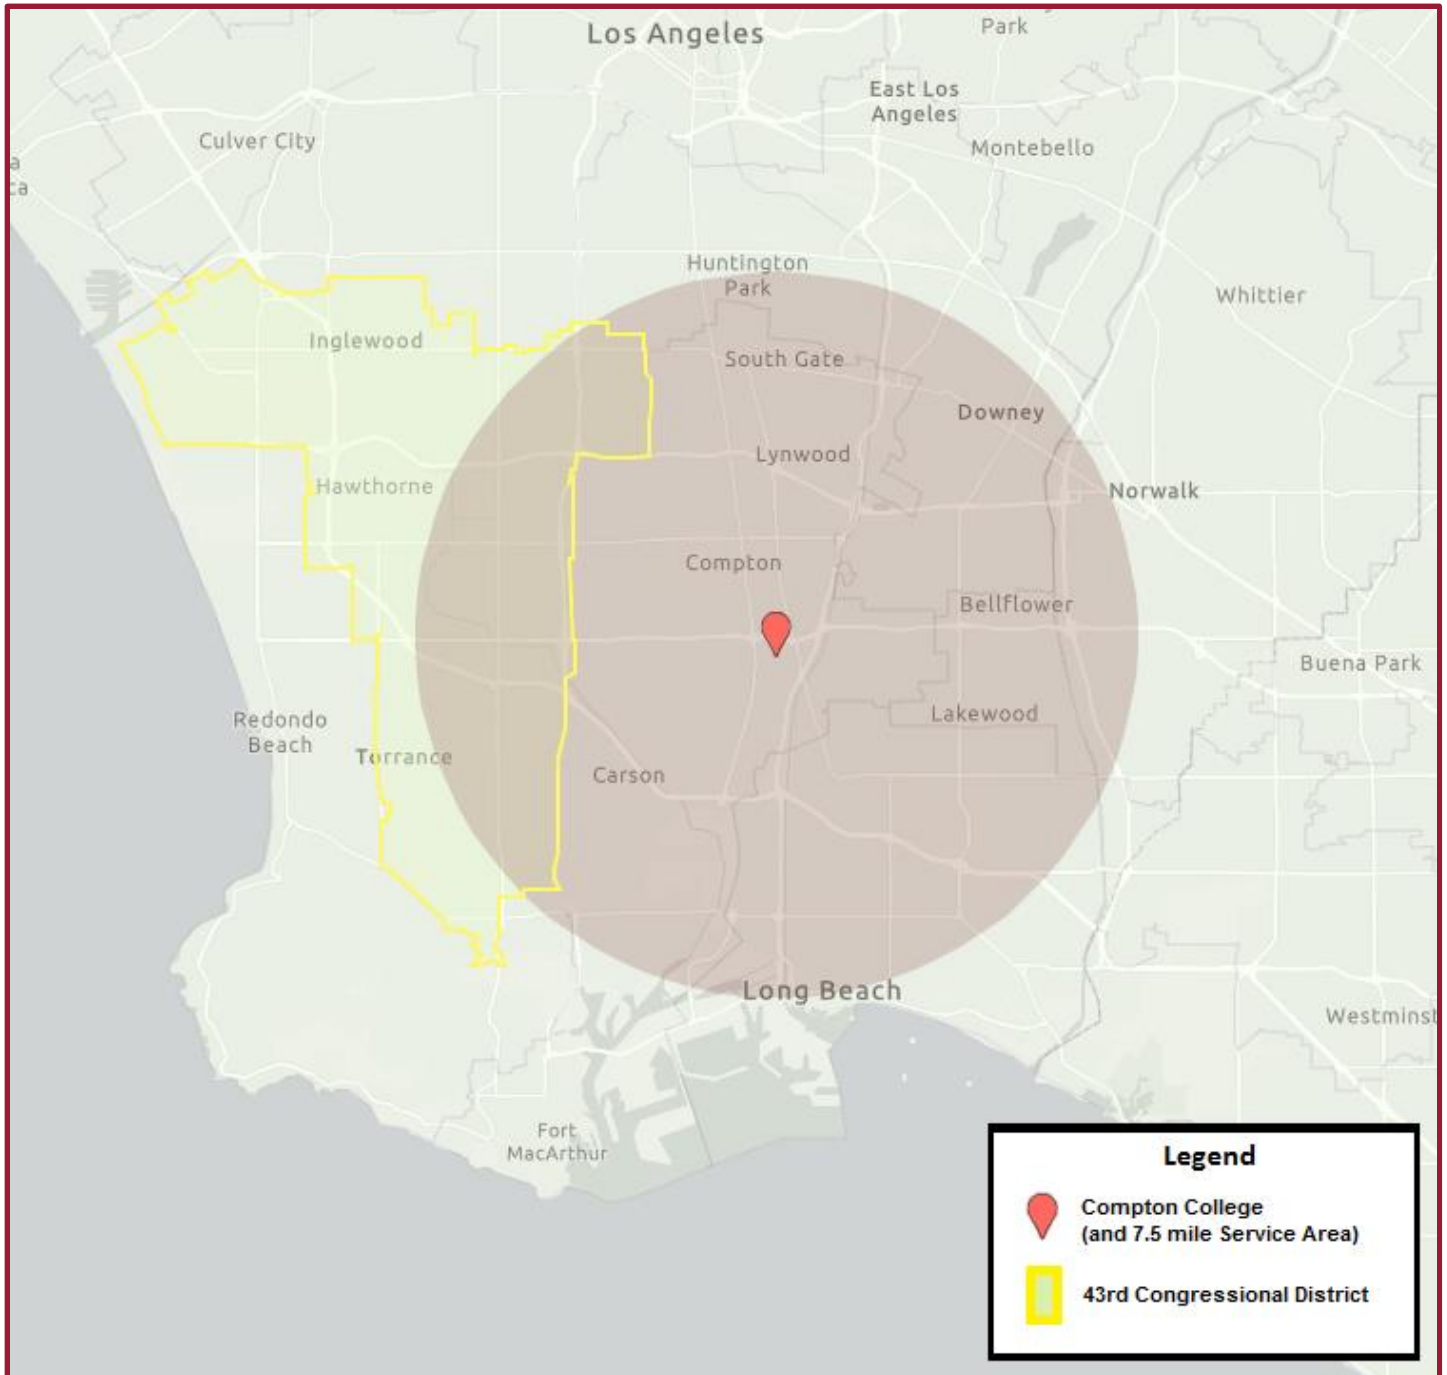 Los Angeles
Park
East Los
Angeles
Culver City
Montebello
a
ca
Huntington
Park
Whittier
Inglewood
South Gate
Downey
Lynwood
Hawthorne
Norwalk
Compton
Bellflower
Buena Park
Redondo
Beach
Lakewood
Torrance
Carson
Long Beach
Westminst
Fort
MacArthur
Legend
Compton College
(and 7.5 mile Service Area)
43rd Congressional District